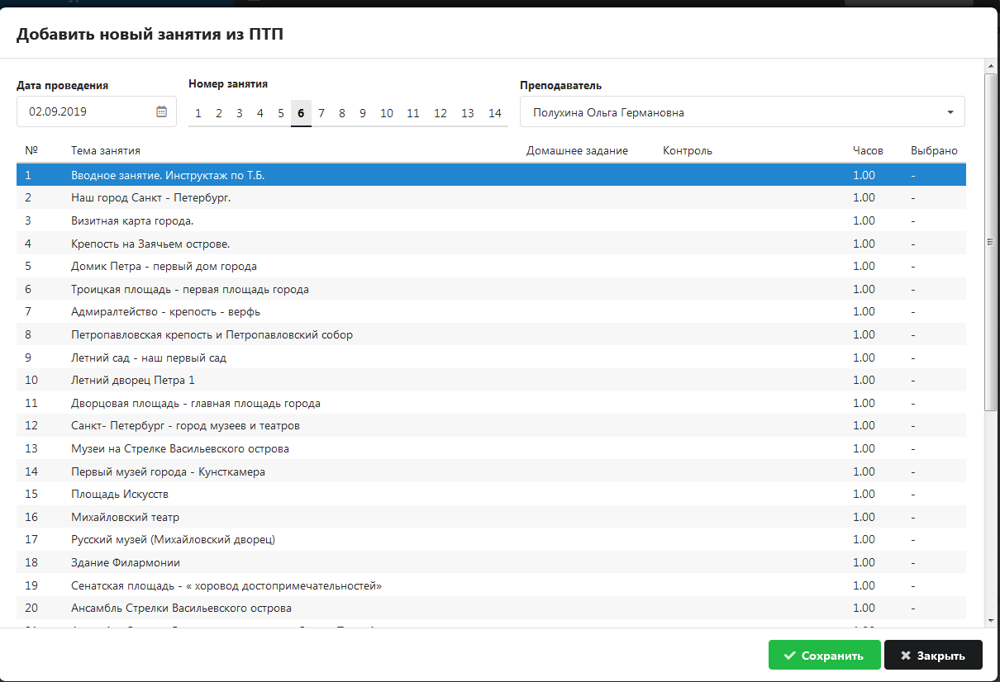 Добавить новый занятия из ПТП
Дата проведения Номер занятия Преподаватель
02.09.2019 1 2 3 4 5 6 7 8 9 10 11 12 13 14 Полухина Ольга Германовна
№ Тема занятия Домашнее задание Контроль Часов Выбрано
1 Вводное занятие. Инструктаж по Т.Б. 1.00 -
2 Наш город Санкт - Петербург. 1.00 -
3 Визитная карта города. 1.00 -
4 Крепость на Заячьем острове. 1.00 -
5 Домик Петра - первый дом города 1.00 -
6 Троицкая площадь - первая площадь города 1.00 -
7 Адмиралтейство - крепость - верфь 1.00 -
8 Петропавловская крепость и Петропавловский собор 1.00 -
9 Летний сад - наш первый сад 1.00 -
10 Летний дворец Петра 1 1.00 -
11 Дворцовая площадь - главная площадь города 1.00 -
12 Санкт- Петербург - город музеев и театров 1.00 -
13 Музеи на Стрелке Васильевского острова 1.00 -
14 Первый музей города - Кунсткамера 1.00 -
15 Площадь Искусств 1.00 -
16 Михайловский театр 1.00 -
17 Русский музей (Михайловский дворец) 1.00 -
18 Здание Филармонии 1.00 -
19 Сенатская площадь - « хоровод достопримечательностей» 1.00 -
20 Ансамбль Стрелки Васильевского острова 1.00 -
Сохранить Закрыть